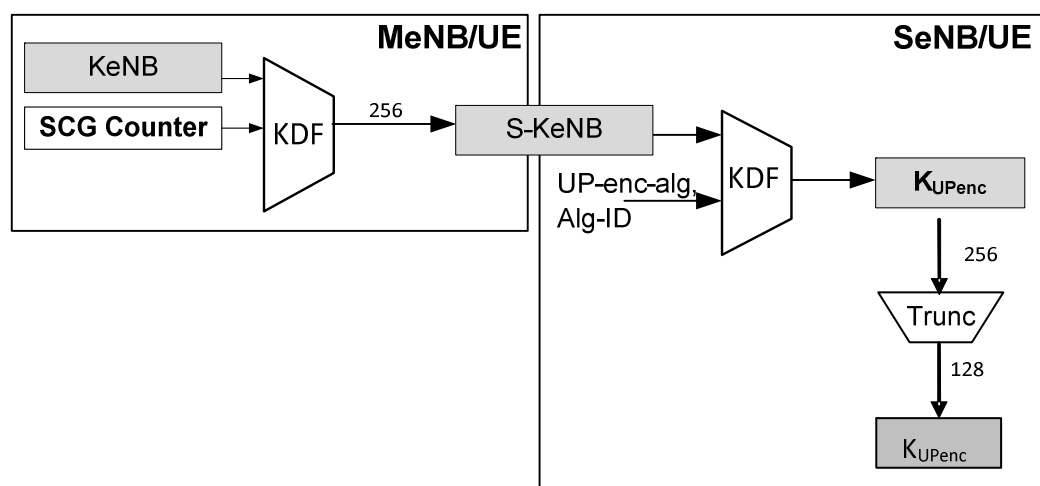 MeNB/UE
KeNB
SCG Counter
KDF
256
S-KeNB
SeNB/UE
UP-enc-alg,
Alg-ID
KDF
KUPenc
256
Trunc
128
KUPenc